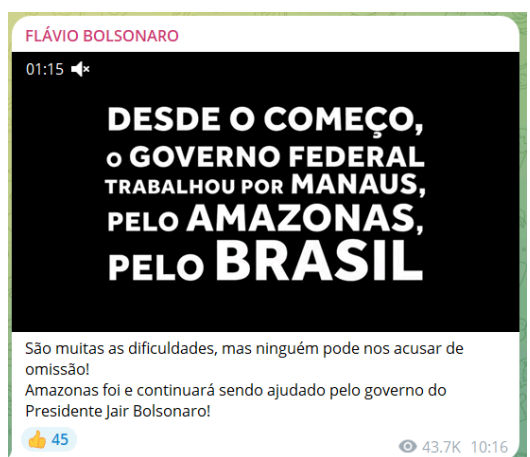 FLÁVIO BOLSONARO
01:15
DESDE O COMEÇO,
O GOVERNO FEDERAL
TRABALHOU POR MANAUS,
PELO AMAZONAS,
PELO BRASIL
São muitas as dificuldades, mas ninguém pode nos acusar de
omissão!
Amazonas foi e continuará sendo ajudado pelo governo do
Presidente Jair Bolsonaro!
👍 45
43.7K 10:16